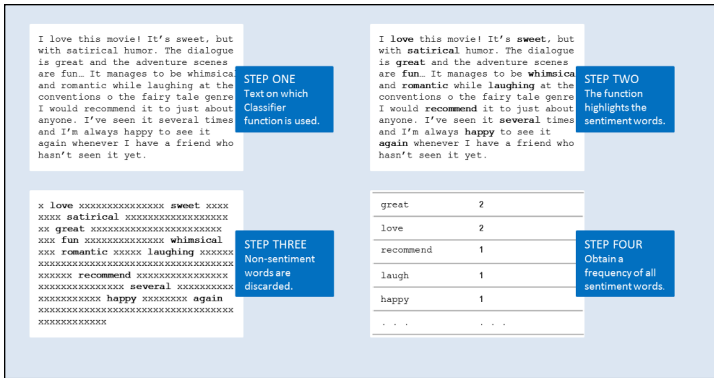 I love this movie! It's sweet, but
with satirical humor. The dialogue
is great and the adventure scenes
are fun… It manages to be whimsica
and romantic while laughing at the
conventions o the fairy tale genre
I would recommend it to just about
anyone. I've seen it several times
and I'm always happy to see it
again whenever I have a friend who
hasn't seen it yet.
STEP ONE
Text on which
Classifier
function is used.
I love this movie! It's sweet, but
with satirical humor. The dialogue
is great and the adventure scenes
are fun… It manages to be whimsica
and romantic while laughing at the
conventions o the fairy tale genre
I would recommend it to just about
anyone. I've seen it several times
and I'm always happy to see it
again whenever I have a friend who
hasn't seen it yet.
STEP TWO
The function
highlights the
sentiment words.
x love xxxxxxxxxxxxxxx sweet xxxx
xxxx satirical xxxxxxxxxxxxxxxxxx
xx great xxxxxxxxxxxxxxxxxxxxxxx
xxx fun xxxxxxxxxxxxxx whimsical
xxx romantic xxxxx laughing xxxxxx
xxxxxxxxxxxxxxxxxxxxxxxxxxxxxxxxxx
xxxxxx recommend xxxxxxxxxxxxxxxx
xxxxxxxxxxxxxxx several xxxxxxxxxx
xxxxxxxxxxx happy xxxxxxxx again
xxxxxxxxxxxxxxxxxxxxxxxxxxxxxxxxxx
xxxxxxxxxxxx
STEP THREE
Non-sentiment
words are
discarded.
great 2
love 2
recommend 1
laugh 1
happy 1
. . . . . .
STEP FOUR
Obtain a
frequency of all
sentiment words.